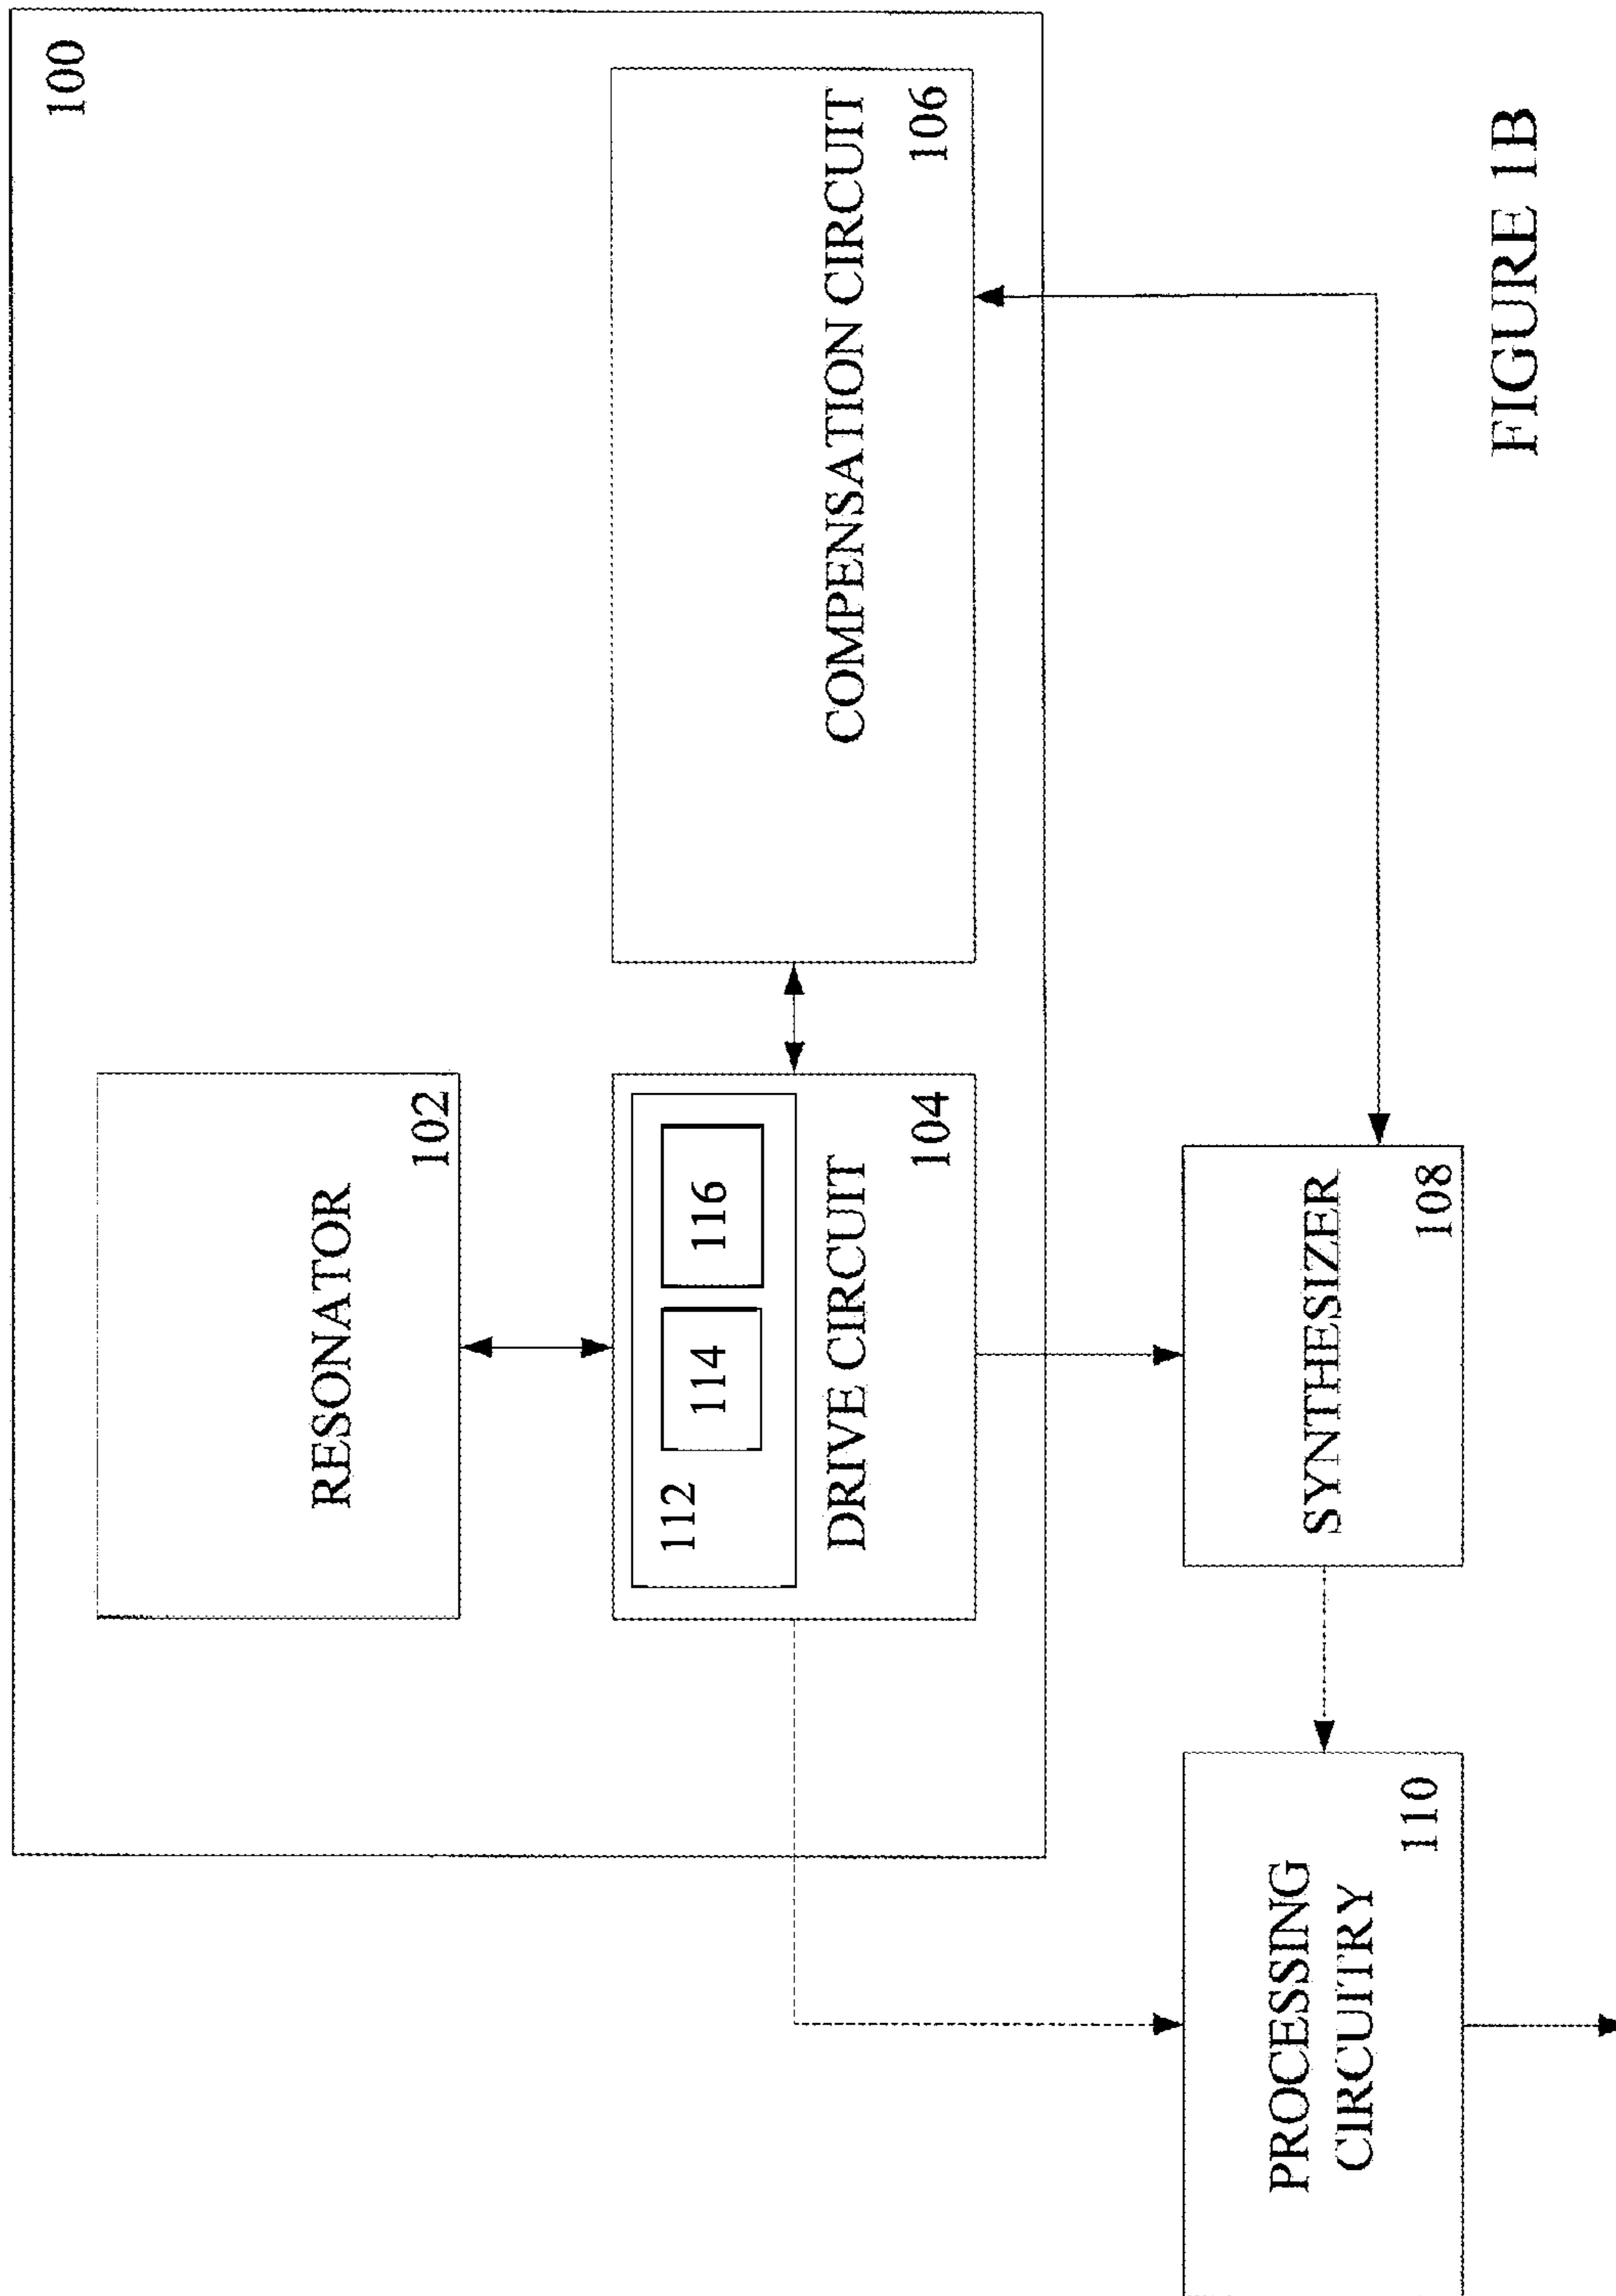 100
RESONATOR
102
112
114
116
DRIVE CIRCUIT
104
COMPENSATION CIRCUIT
106
PROCESSING
CIRCUITRY
110
SYNTHESIZER
108
FIGURE 1B